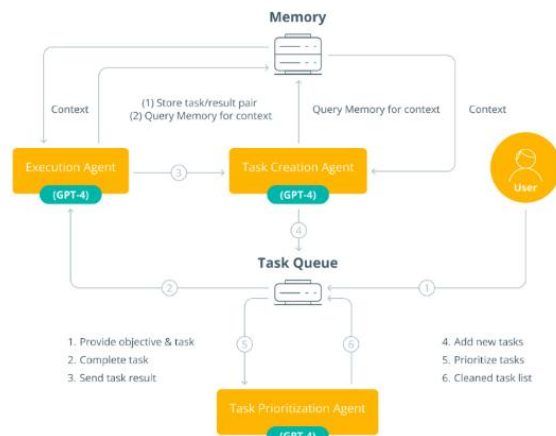 Memory
Context
(1) Store task/result pair
(2) Query Memory for context
Query Memory for context
Context
Execution Agent
(GPT-4)
3
Task Creation Agent
(GPT-4)
User
4
Task Queue
2
1
1. Provide objective & task
2. Complete task
3. Send task result
5
6
4. Add new tasks
5. Prioritize tasks
6. Cleaned task list
Task Prioritization Agent
(GPT-4)